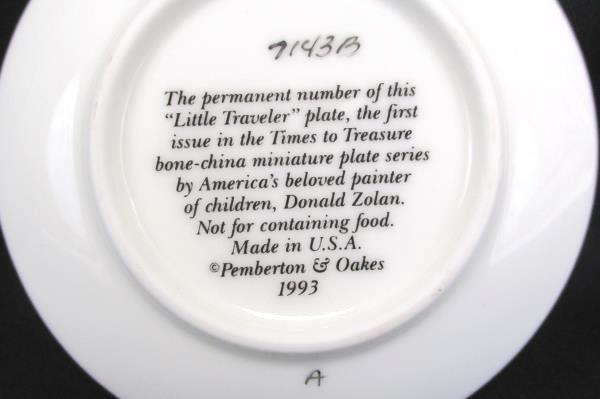 7143B
The permanent number of this
“Little Traveler” plate, the first
issue in the Times to Treasure
bone-china miniature plate series
by America's beloved painter
of children, Donald Zolan.
Not for containing food.
Made in U.S.A.
©Pemberton & Oakes
1993
A